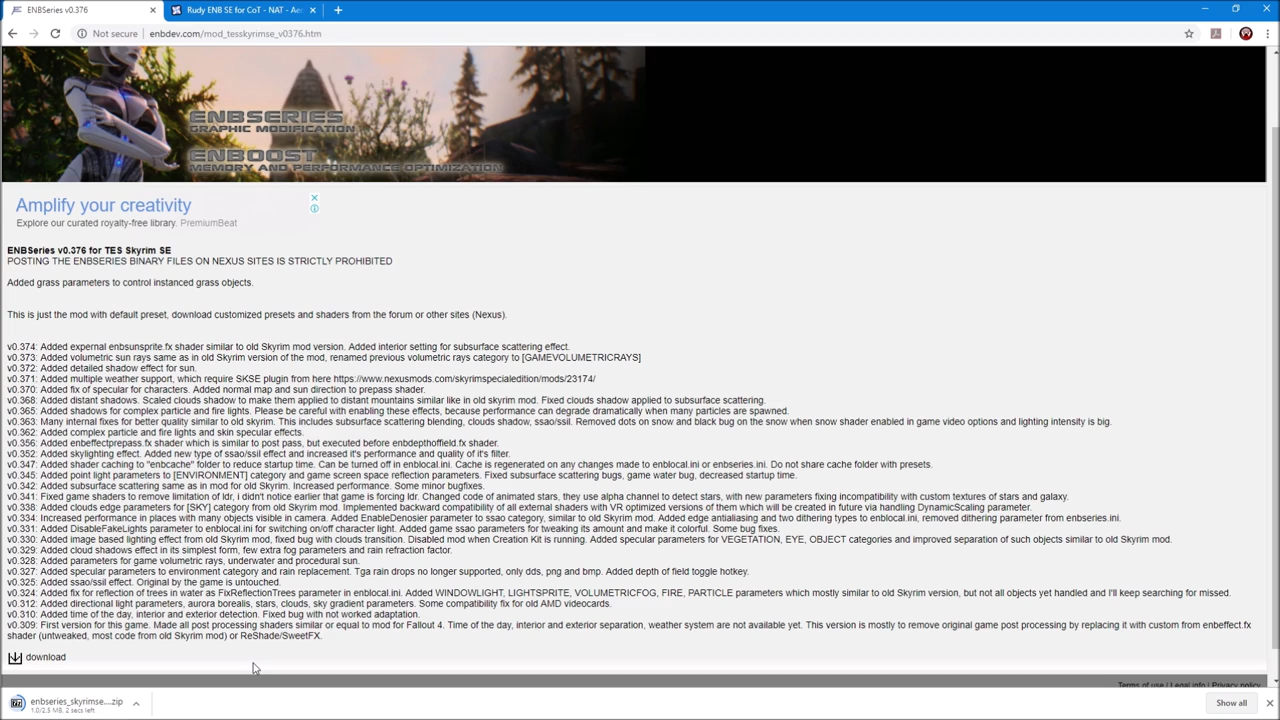 ENBSeries v0.376
Rudy ENB SE for CoT - NAT - Aes
Not secure
enbdev.com/mod_tesskyrimse_v0376.htm
ENBSERIES
GRAPHIC MODIFICATION
ENBOOST
MEMORY AND PERFORMANCE OPTIMIZATION
Amplify your creativity
Explore our curated royalty-free library. PremiumBeat
ENBSeries v0.376 for TES Skyrim SE
POSTING THE ENBSERIES BINARY FILES ON NEXUS SITES IS STRICTLY PROHIBITED
Added grass parameters to control instanced grass objects.
This is just the mod with default preset, download customized presets and shaders from the forum or other sites (Nexus).
v0.374: Added expernal enbsunsprite.fx shader similar to old Skyrim mod version. Added interior setting for subsurface scattering effect.
v0.373: Added volumetric sun rays same as in old Skyrim version of the mod, renamed previous volumetric rays category to [GAMEVOLUMETRICRAYS]
v0.372: Added detailed shadow effect for sun.
v0.371: Added multiple weather support, which require SKSE plugin from here https://www.nexusmods.com/skyrimspecialedition/mods/23174/
v0.370: Added fix of specular for characters. Added normal map and sun direction to prepass shader.
v0.368: Added distant shadows. Scaled clouds shadow to make them applied to distant mountains similar like in old skyrim mod. Fixed clouds shadow applied to subsurface scattering.
v0.365: Added shadows for complex particle and fire lights. Please be careful with enabling these effects, because performance can degrade dramatically when many particles are spawned.
v0.363: Many internal fixes for better quality similar to old skyrim. This includes subsurface scattering blending, clouds shadow, ssao/ssil. Removed dots on snow and black bug on the snow when snow shader enabled in game video options and lighting intensity is big.
v0.362: Added complex particle and fire lights and skin specular effects.
v0.356: Added enbeffectprepass.fx shader which is similar to post pass, but executed before enbdepthoffield.fx shader.
v0.352: Added skylighting effect. Added new type of ssao/ssil effect and increased it's performance and quality of it's filter.
v0.347: Added shader caching to "enbcache" folder to reduce startup time. Can be turned off in enblocal.ini. Cache is regenerated on any changes made to enblocal.ini or enbseries.ini. Do not share cache folder with presets.
v0.345: Added point light parameters to [ENVIRONMENT] category and game screen space reflection parameters. Fixed subsurface scattering bugs, game water bug, decreased startup time.
v0.342: Added subsurface scattering same as in old mod for old Skyrim. Increased performance. Some minor bugfixes.
v0.341: Fixed game shaders to remove limitation of ldr, i didn't notice earlier that game is forcing ldr. Changed code of animated stars, they use alpha channel to detect stars, with new parameters fixing incompatibility with custom textures of stars and galaxy.
v0.338: Added clouds edge parameters for [SKY] category from old Skyrim mod. Implemented backward compatibility of all external shaders with VR optimized versions of them which will be created in future via handling DynamicScaling parameter.
v0.334: Increased performance in places with many objects visible in camera. Added EnableDenosier parameter to ssao category, similar to old Skyrim mod. Added edge antialiasing and two dithering types to enblocal.ini, removed dithering parameter from enbseries.ini.
v0.331: Added DisableFakeLights parameter to enblocal.ini for switching on/off character light. Added game ssao parameters for tweaking its amount and make it colorful. Some bug fixes.
v0.330: Added image based lighting effect from old Skyrim mod, fixed bug with clouds transition. Disabled mod when Creation Kit is running. Added specular parameters for VEGETATION, EYE, OBJECT categories and improved separation of such objects similar to old Skyrim mod.
v0.329: Added cloud shadows effect in its simplest form, few extra fog parameters and rain refraction factor.
v0.328: Added parameters for game volumetric rays, underwater and procedural sun.
v0.327: Added specular parameters to environment category and rain replacement. Tga rain drops no longer supported, only dds, png and bmp. Added depth of field toggle hotkey.
v0.325: Added ssao/ssil effect. Original by the game is untouched.
v0.324: Added fix for reflection of trees in water as FixReflectionTrees parameter in enblocal.ini. Added WINDOWLIGHT, LIGHTSPRITE, VOLUMETRICFOG, FIRE, PARTICLE parameters which mostly similar to old Skyrim version, but not all objects yet handled and I'll keep searching for missed.
v0.312: Added directional light parameters, aurora borealis, stars, clouds, sky gradient parameters. Some compatibility fix for old AMD videocards.
v0.310: Added time of the day, interior and exterior detection. Fixed bug with not worked adaptation.
v0.309: First version for this game. Made all post processing shaders similar or equal to mod for Fallout 4. Time of the day, interior and exterior separation, weather system are not available yet. This version is mostly to remove original game post processing by replacing it with custom from enbeffect.fx
shader (untweaked, most code from old Skyrim mod) or ReShade/SweetFX.
download
Terms of use | Legal info | Privacy policy
enbseries_skyrimse....zip
1.0/2.5 MB, 2 secs left
Show all